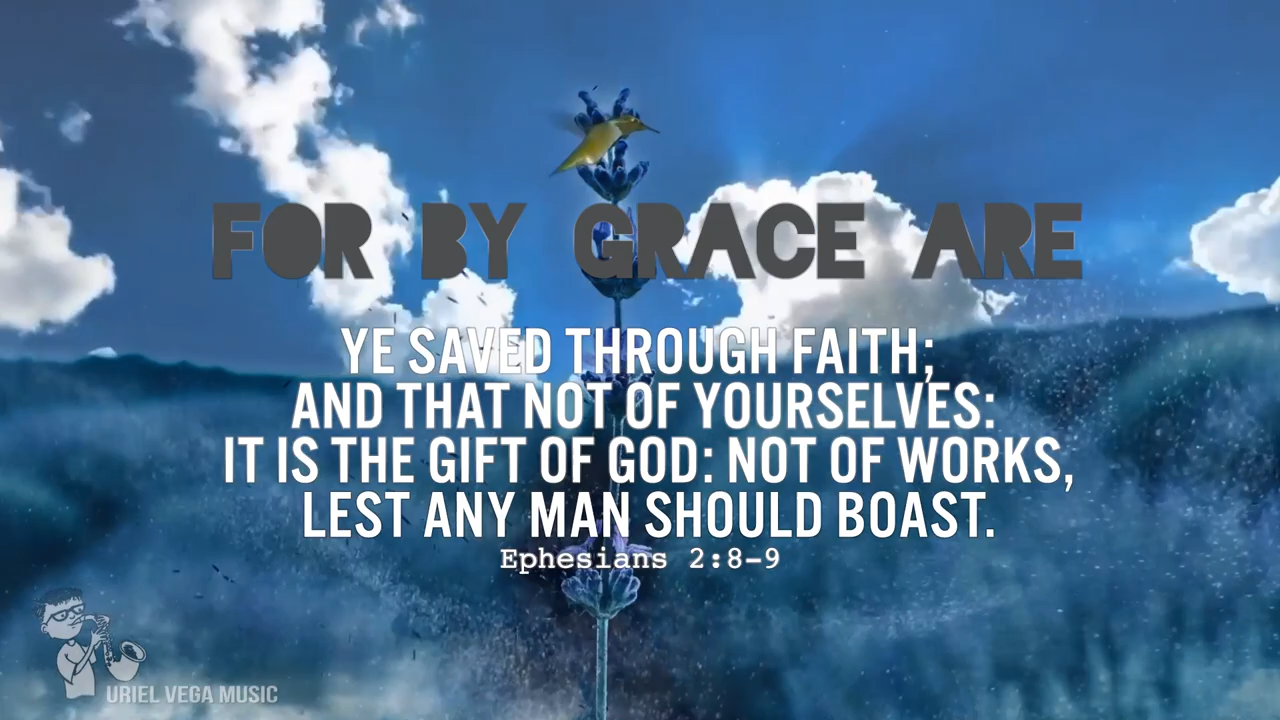 FOR BY GRACE ARE
YE SAVED THROUGH FAITH;
AND THAT NOT OF YOURSELVES:
IT IS THE GIFT OF GOD: NOT OF WORKS,
LEST ANY MAN SHOULD BOAST.
Ephesians 2:8-9
URIEL VEGA MUSIC